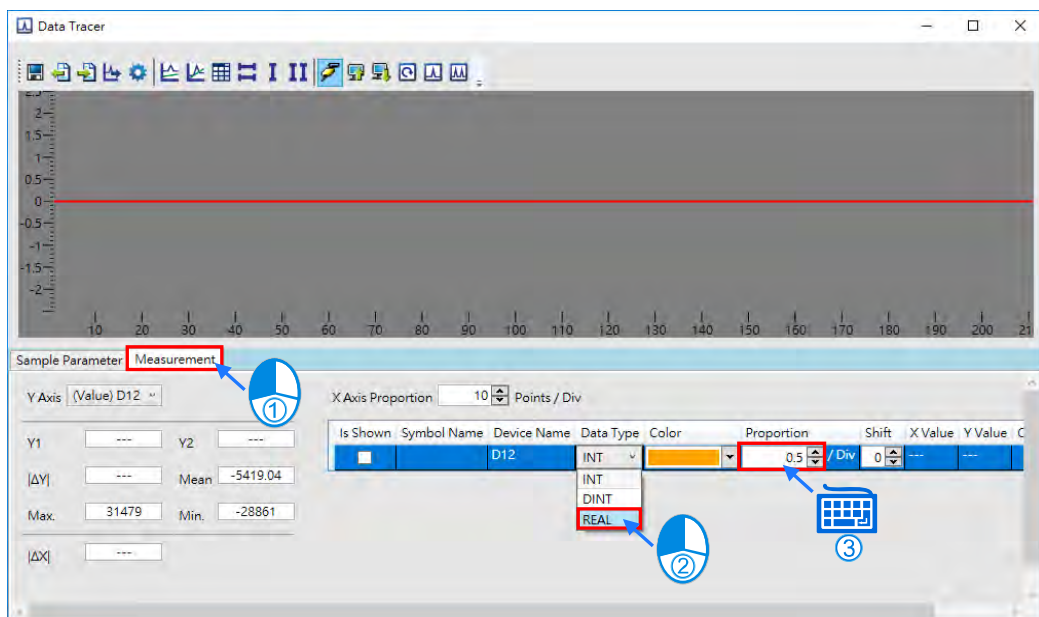 Data Tracer
2.5
2
1.5
1
0.5
0
-0.5
-1
-1.5
-2
10 20 30 40 50 60 70 80 90 100 110 120 130 140 150 160 170 180 190 200 21
Sample Parameter Measurement
Y Axis (Value) D12 X Axis Proportion 10 Points / Div
①
Is Shown Symbol Name Device Name Data Type Color Proportion Shift X Value Y Value C
Y1 --- Y2 ---
D12 INT 0.5 / Div 0 --- ---
|ΔY| --- Mean -5419.04
INT
DINT
REAL
Max. 31479 Min. -28861
|ΔX| ---
②
③